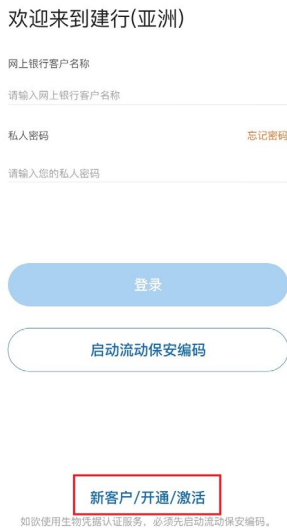 欢迎来到建行(亚洲)
网上银行客户名称
请输入网上银行客户名称
私人密码
忘记密码
请输入您的私人密码
登录
启动流动保安编码
新客户/开通/激活
如欲使用生物凭据认证服务，必须先启动流动保安编码。